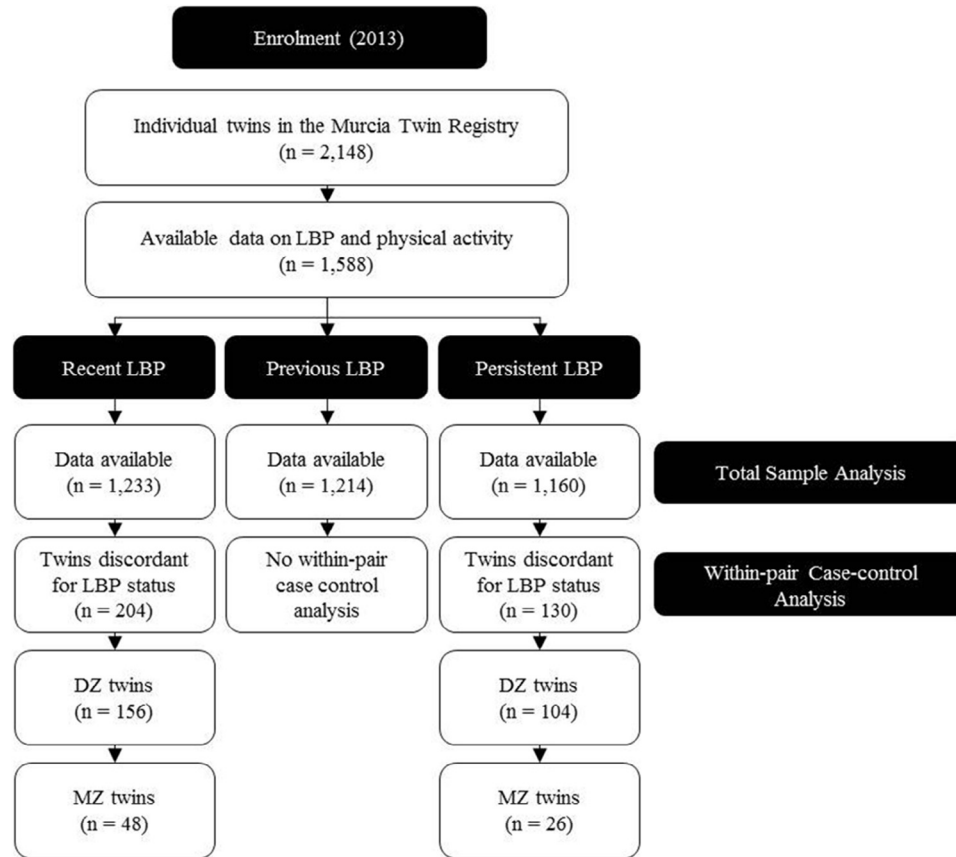 Enrolment (2013)
Individual twins in the Murcia Twin Registry
(n = 2,148)
Available data on LBP and physical activity
(n = 1,588)
Recent LBP
Previous LBP
Persistent LBP
Data available
(n = 1,233)
Data available
(n = 1,214)
Data available
(n = 1,160)
Total Sample Analysis
Twins discordant
for LBP status
(n = 204)
No within-pair
case control
analysis
Twins discordant
for LBP status
(n = 130)
Within-pair Case-control
Analysis
DZ twins
(n = 156)
DZ twins
(n = 104)
MZ twins
(n = 48)
MZ twins
(n = 26)